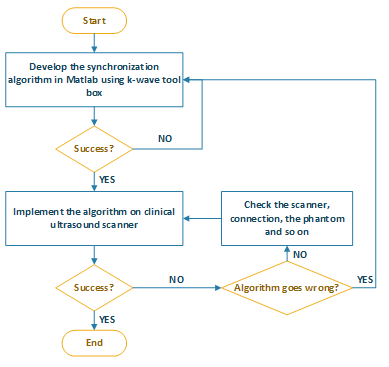 Start
Develop the synchronization
algorithm in Matlab using k-wave tool
box
Success?
NO
YES
Implement the algorithm on clinical
ultrasound scanner
Check the scanner,
connection, the phantom
and so on
NO
Success?
NO
Algorithm goes wrong?
YES
YES
End